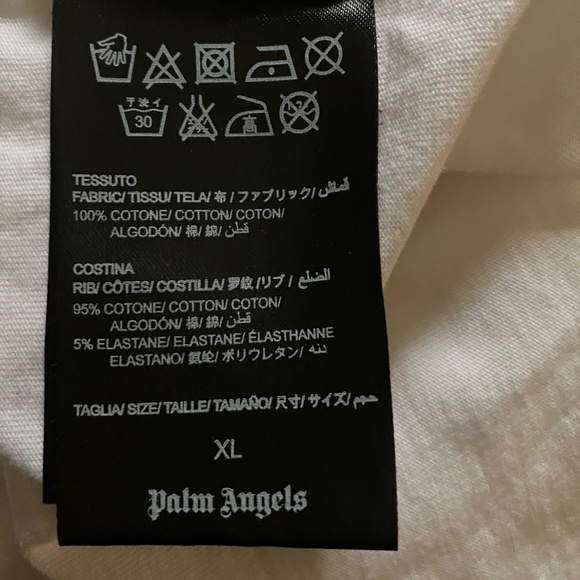 手洗イ
30
高
TESSUTO
FABRIC/ TISSU/ TELA/ 布 / ファブリック/ قماش/
100% COTONE/ COTTON/ COTON/
ALGODÓN/ 棉/ 綿/ قطن/
COSTINA
RIB/ CÔTES/ COSTILLA/ 罗纹 /リブ / الضلع/
95% COTONE/ COTTON/ COTON/
ALGODÓN/ 棉/ 綿/ قطن/
5% ELASTANE/ ELASTANE/ ÉLASTHANNE
ELASTANO/ 氨纶/ ポリウレタン/
TAGLIA/ SIZE/ TAILLE/ TAMAÑO/ 尺寸/ サイズ/ حجم/
XL
Palm Angels